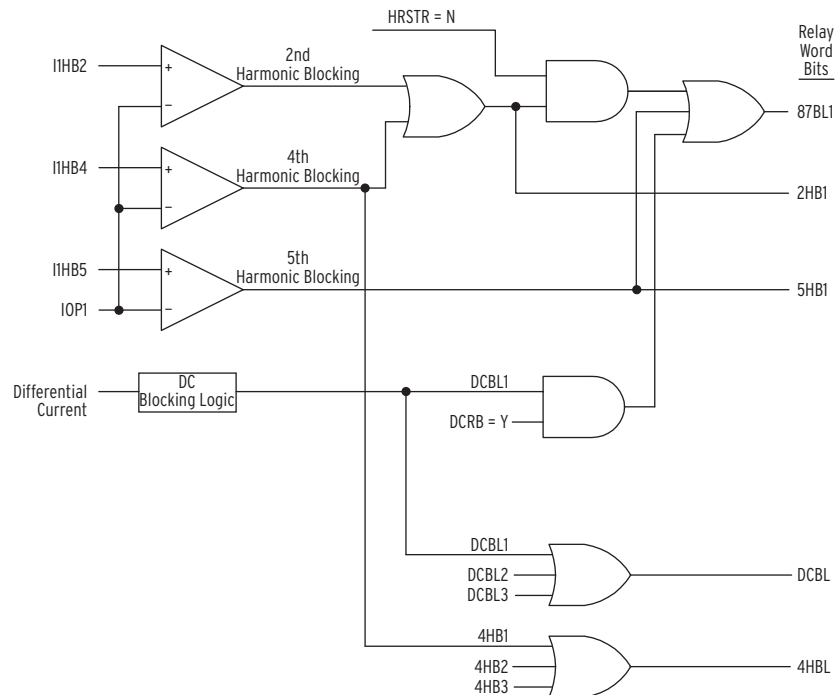 HRSTR = N
Relay
Word
Bits
I1HB2
+
−
2nd
Harmonic Blocking
87BL1
I1HB4
+
−
4th
Harmonic Blocking
2HB1
I1HB5
+
−
5th
Harmonic Blocking
IOP1
5HB1
Differential
Current
DC
Blocking Logic
DCBL1
DCRB = Y
DCBL1
DCBL2
DCBL3
DCBL
4HB1
4HB2
4HB3
4HBL